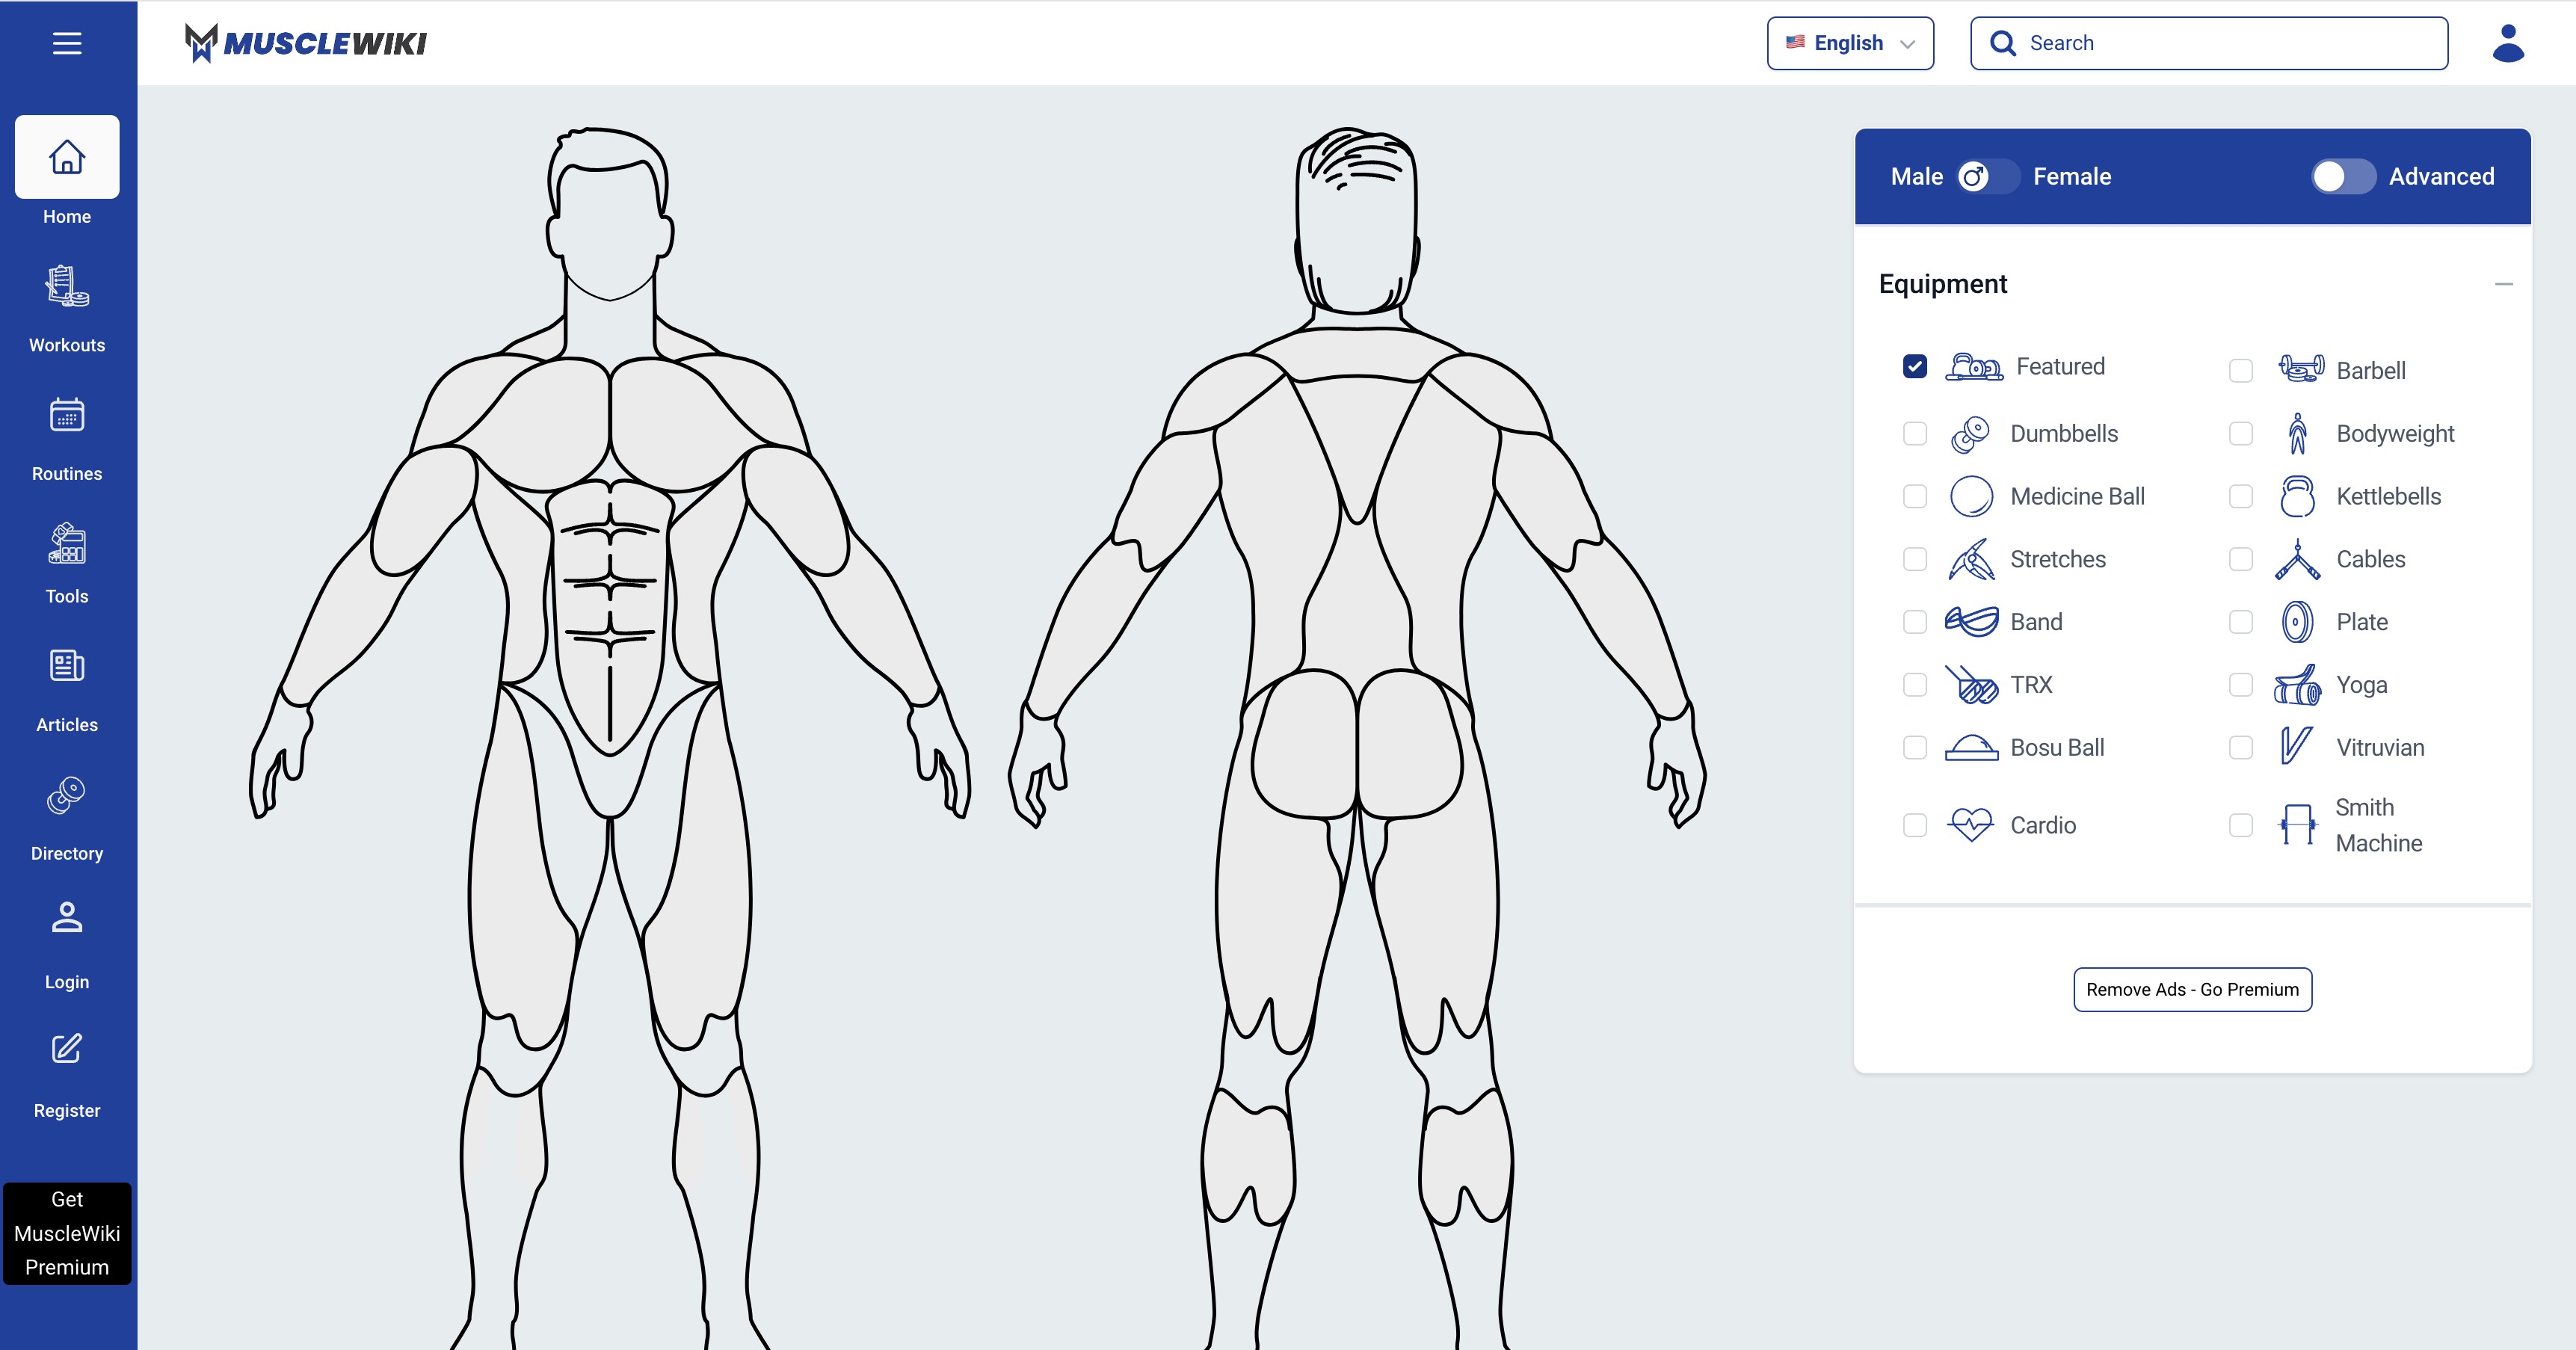 MUSCLEWIKI
English
Search
Home
Workouts
Routines
Tools
Articles
Directory
Login
Register
Get
MuscleWiki
Premium
Male Female Advanced
Equipment
Featured Barbell
Dumbbells Bodyweight
Medicine Ball Kettlebells
Stretches Cables
Band Plate
TRX Yoga
Bosu Ball Vitruvian
Cardio Smith
Machine
Remove Ads - Go Premium